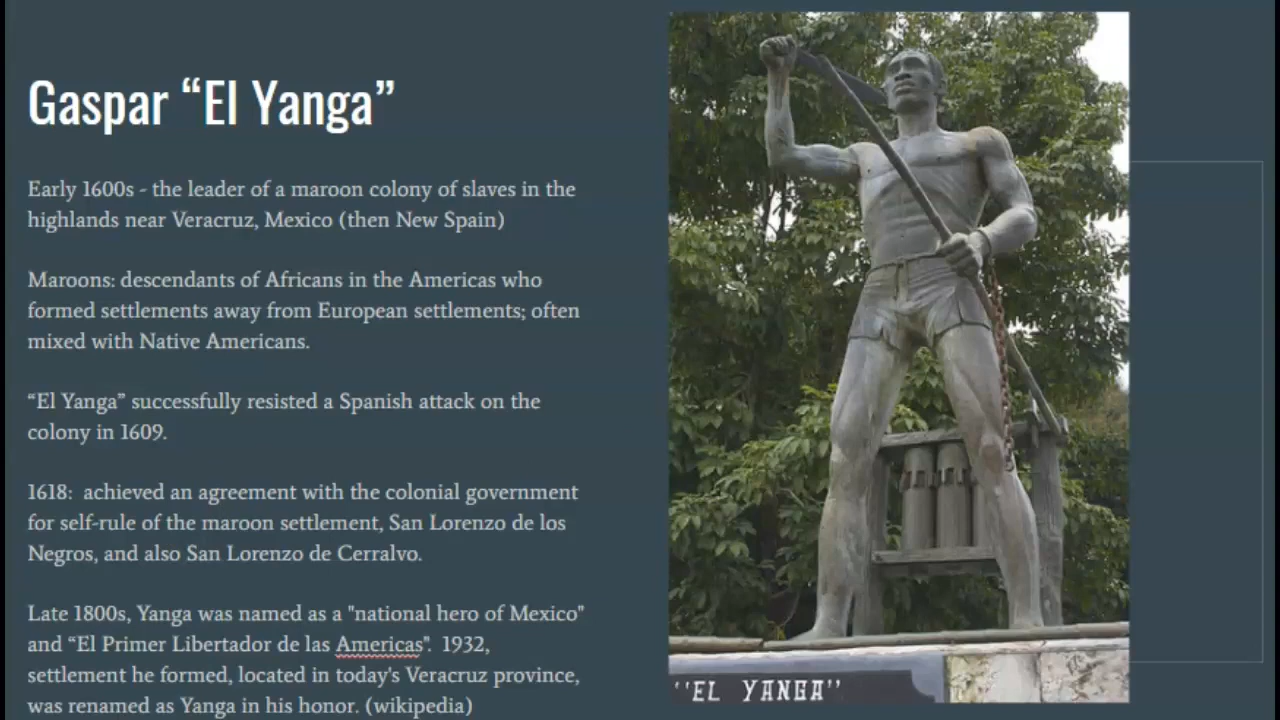 Gaspar “El Yanga”
Early 1600s - the leader of a maroon colony of slaves in the
highlands near Veracruz, Mexico (then New Spain)
Maroons: descendants of Africans in the Americas who
formed settlements away from European settlements; often
mixed with Native Americans.
“El Yanga” successfully resisted a Spanish attack on the
colony in 1609.
1618:  achieved an agreement with the colonial government
for self-rule of the maroon settlement, San Lorenzo de los
Negros, and also San Lorenzo de Cerralvo.
Late 1800s, Yanga was named as a "national hero of Mexico"
and “El Primer Libertador de las Americas”.  1932,
settlement he formed, located in today's Veracruz province,
was renamed as Yanga in his honor. (wikipedia)
"EL YANGA"